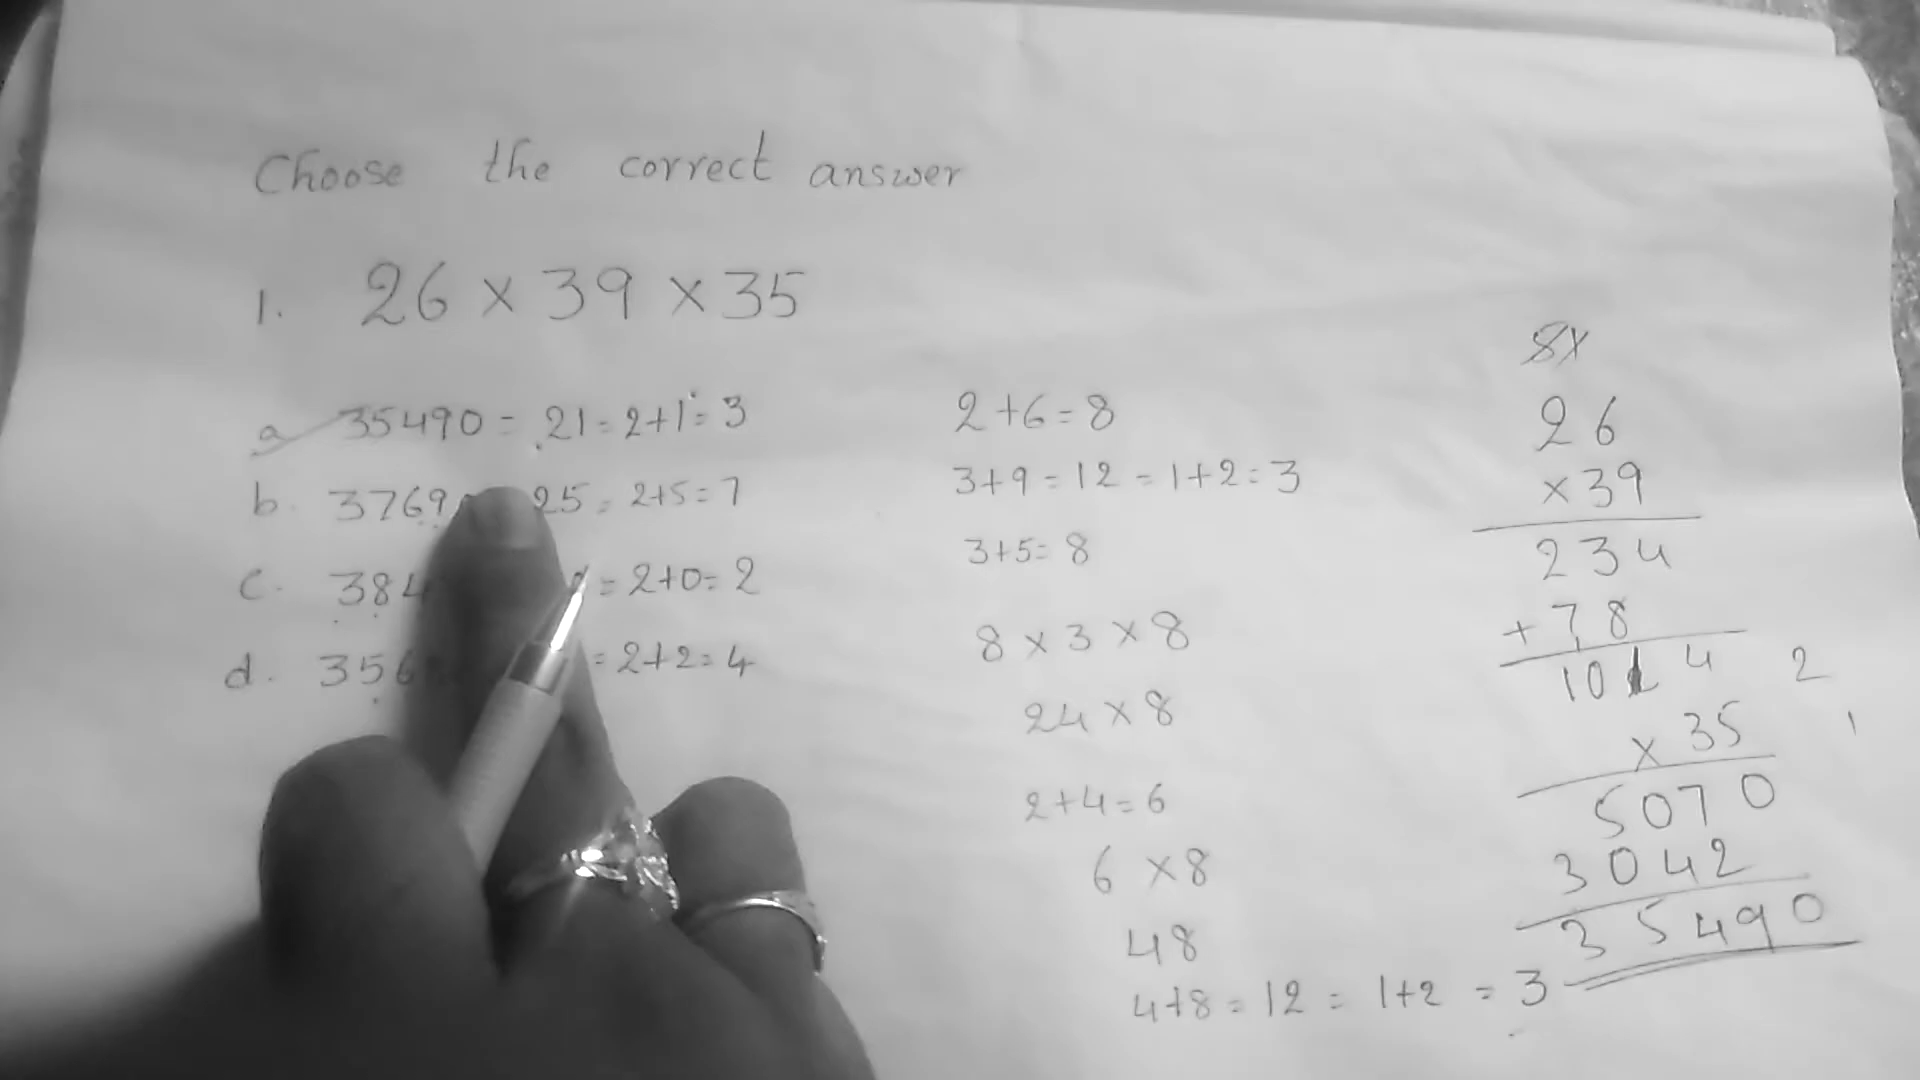 Choose the correct answer
1. 26 × 39 × 35
a 35490 = 21 = 2+1 = 3
b. 3769 25 = 2+5 = 7
c. 384 = 2+0 = 2
d. 356 = 2+2 = 4
2+6 = 8
3+9 = 12 = 1+2 = 3
3+5 = 8
8 × 3 × 8
24 × 8
2+4 = 6
6 × 8
48
4+8 = 12 = 1+2 = 3
26
×39
234
+ 78
1014 2
× 35 1
5070
3042
35490